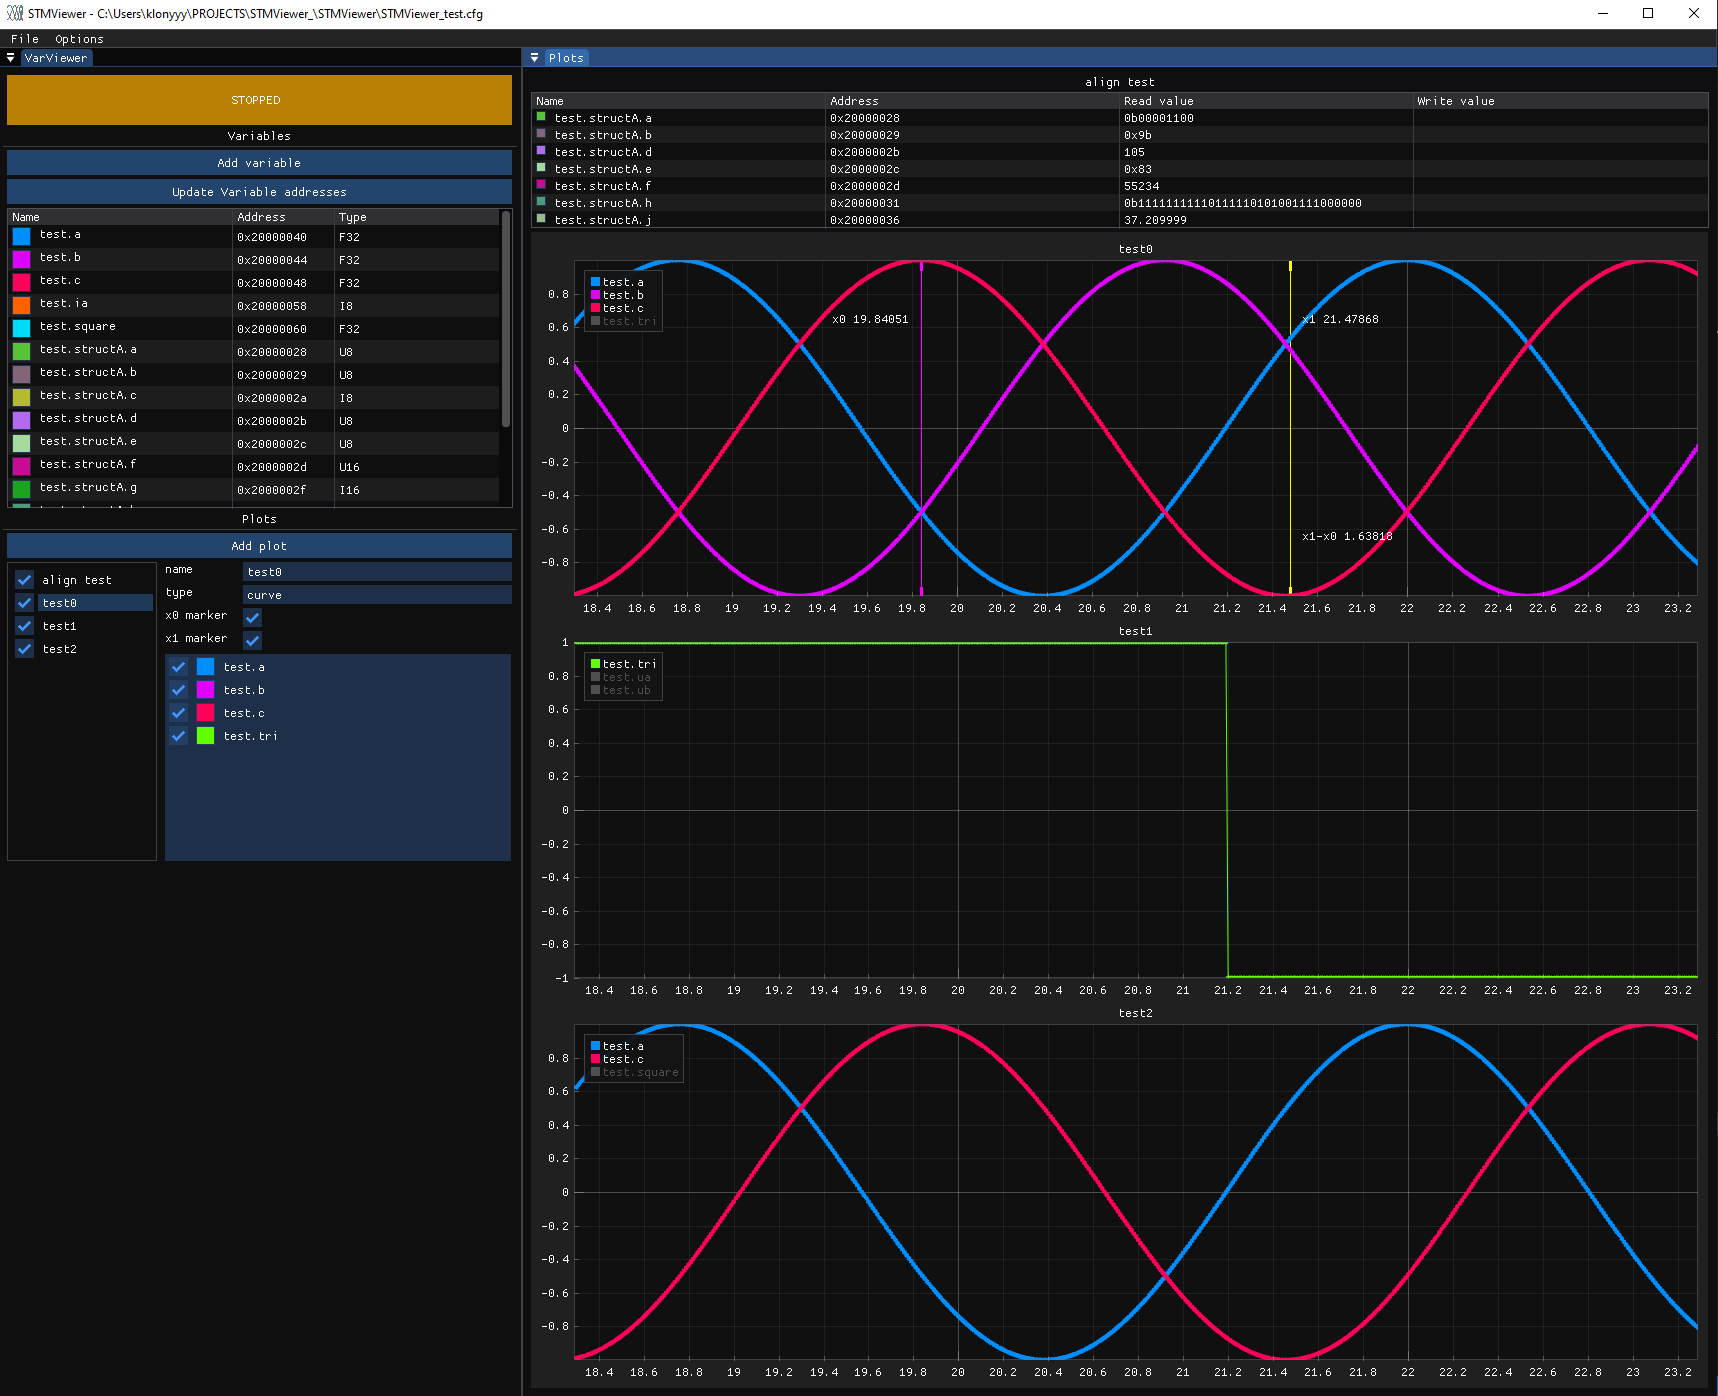 STMViewer - C:\Users\klonyyy\PROJECTS\STMViewer_\STMViewer\STMViewer_test.cfg
File Options
VarViewer
STOPPED
Variables
Add variable
Update Variable addresses
Name Address Type
test.a 0x20000040 F32
test.b 0x20000044 F32
test.c 0x20000048 F32
test.ia 0x20000058 I8
test.square 0x20000060 F32
test.structA.a 0x20000028 U8
test.structA.b 0x20000029 U8
test.structA.c 0x2000002a I8
test.structA.d 0x2000002b U8
test.structA.e 0x2000002c U8
test.structA.f 0x2000002d U16
test.structA.g 0x2000002f I16
Plots
Add plot
align test
test0
test1
test2
name test0
type curve
x0 marker
x1 marker
test.a
test.b
test.c
test.tri
Plots
align test
Name Address Read value Write value
test.structA.a 0x20000028 0b00001100
test.structA.b 0x20000029 0x9b
test.structA.d 0x2000002b 105
test.structA.e 0x2000002c 0x83
test.structA.f 0x2000002d 55234
test.structA.h 0x20000031
test.structA.j 0x20000036 37.209999
test0
test.a
test.b
test.c
test.tri
x0 19.84051
x1 21.47868
x1-x0 1.63818
0.8
0.6
0.4
0.2
0
-0.2
-0.4
-0.6
-0.8
18.4 18.6 18.8 19 19.2 19.4 19.6 19.8 20 20.2 20.4 20.6 20.8 21 21.2 21.4 21.6 21.8 22 22.2 22.4 22.6 22.8 23 23.2
test1
test.tri
test.ua
test.ub
1
0.8
0.6
0.4
0.2
0
-0.2
-0.4
-0.6
-0.8
-1
18.4 18.6 18.8 19 19.2 19.4 19.6 19.8 20 20.2 20.4 20.6 20.8 21 21.2 21.4 21.6 21.8 22 22.2 22.4 22.6 22.8 23 23.2
test2
test.a
test.c
test.square
0.8
0.6
0.4
0.2
0
-0.2
-0.4
-0.6
-0.8
18.4 18.6 18.8 19 19.2 19.4 19.6 19.8 20 20.2 20.4 20.6 20.8 21 21.2 21.4 21.6 21.8 22 22.2 22.4 22.6 22.8 23 23.2